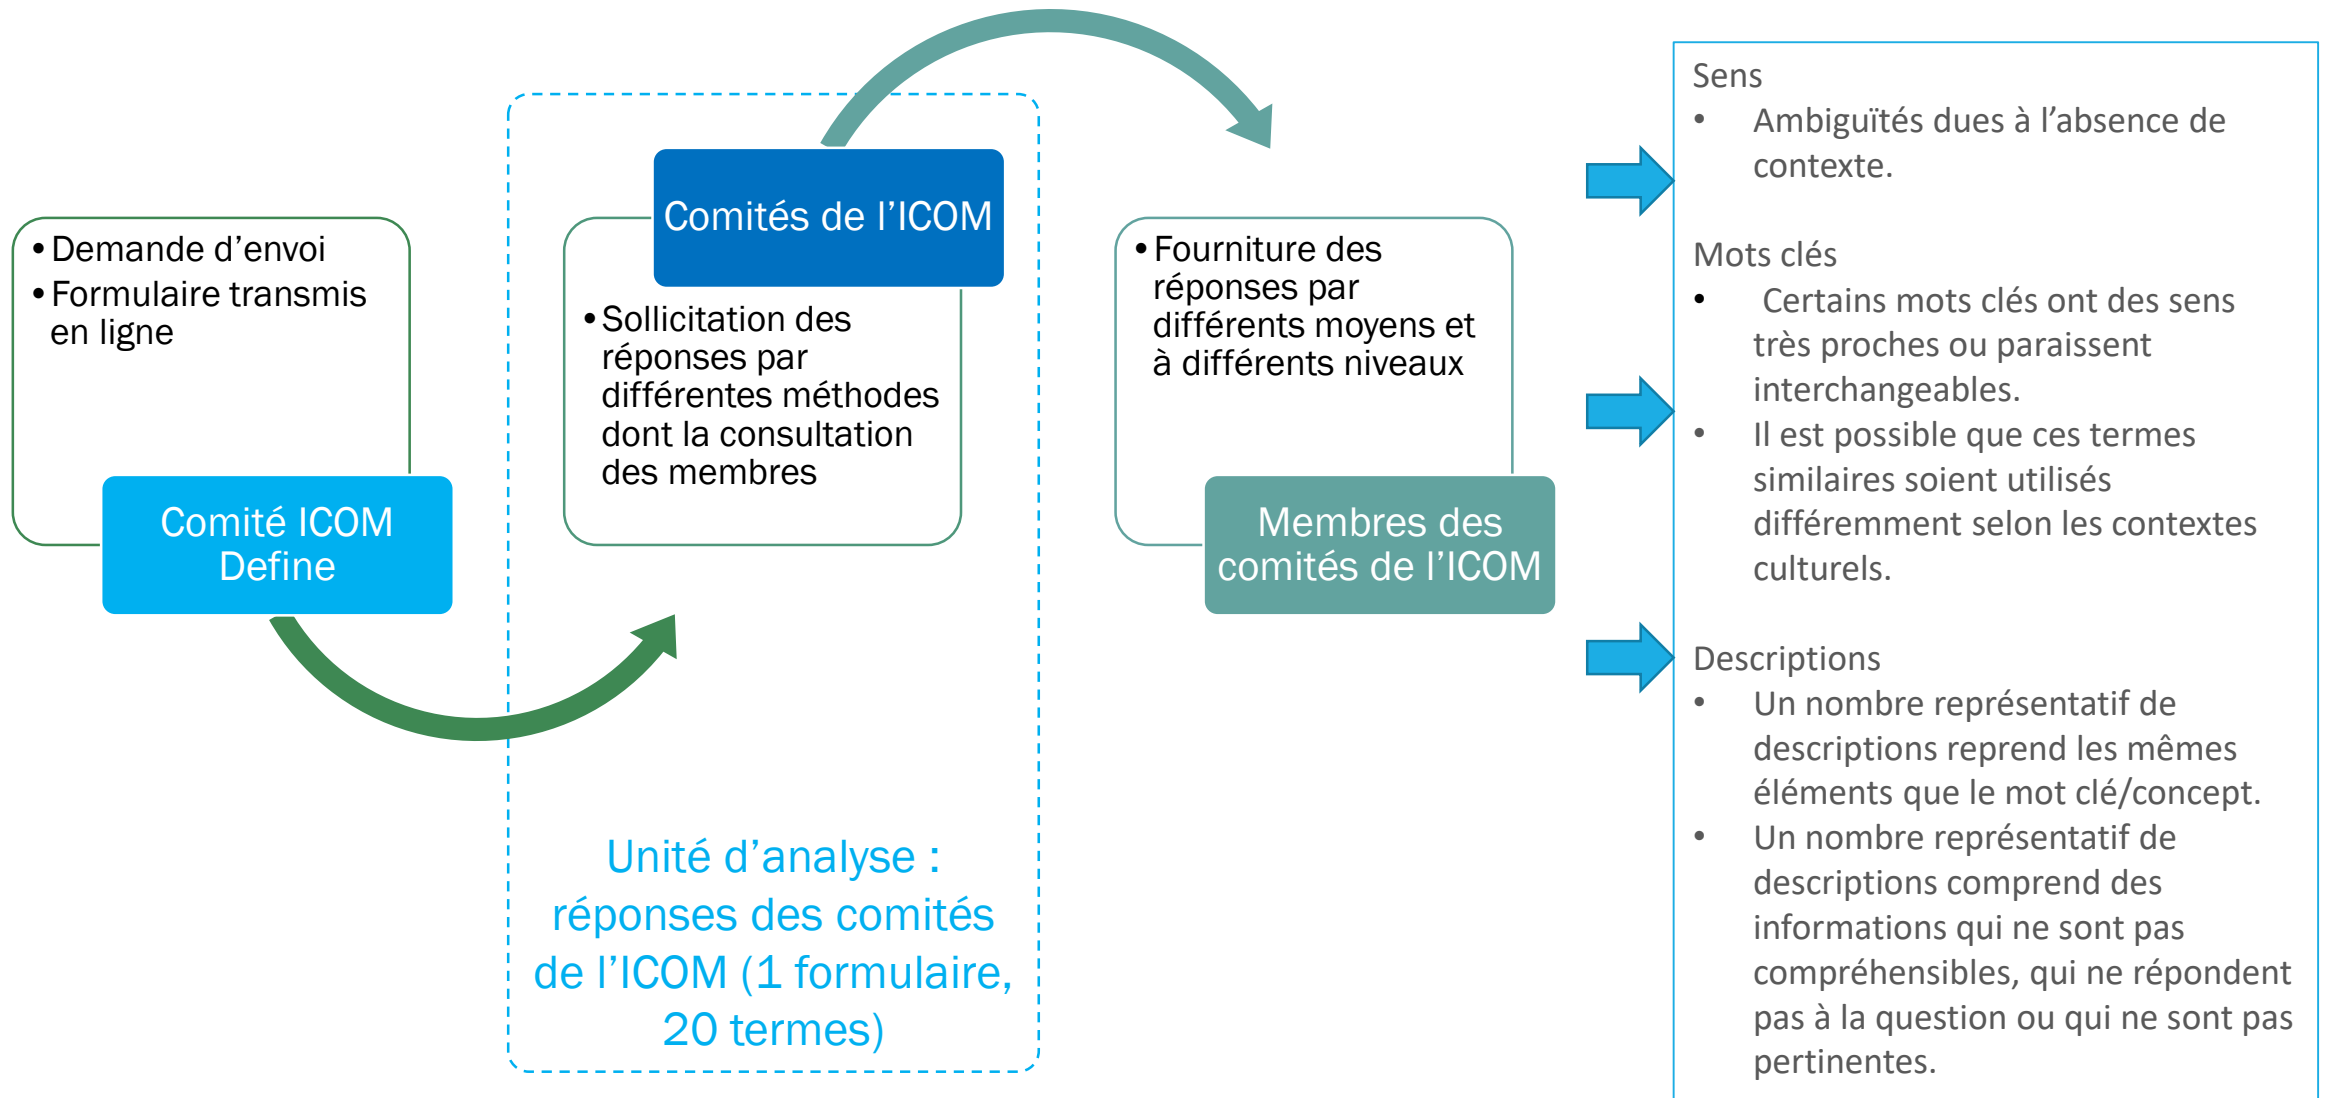 •Demande d’envoi
•Formulaire transmis
en ligne
Comité ICOM
Define
Comités de l’ICOM
•Sollicitation des
réponses par
différentes méthodes
dont la consultation
des membres
Unité d’analyse :
réponses des comités
de l’ICOM (1 formulaire,
20 termes)
•Fourniture des
réponses par
différents moyens et
à différents niveaux
Membres des
comités de l’ICOM
Sens
• Ambiguïtés dues à l’absence de
contexte.
Mots clés
• Certains mots clés ont des sens
très proches ou paraissent
interchangeables.
• Il est possible que ces termes
similaires soient utilisés
différemment selon les contextes
culturels.
Descriptions
• Un nombre représentatif de
descriptions reprend les mêmes
éléments que le mot clé/concept.
• Un nombre représentatif de
descriptions comprend des
informations qui ne sont pas
compréhensibles, qui ne répondent
pas à la question ou qui ne sont pas
pertinentes.